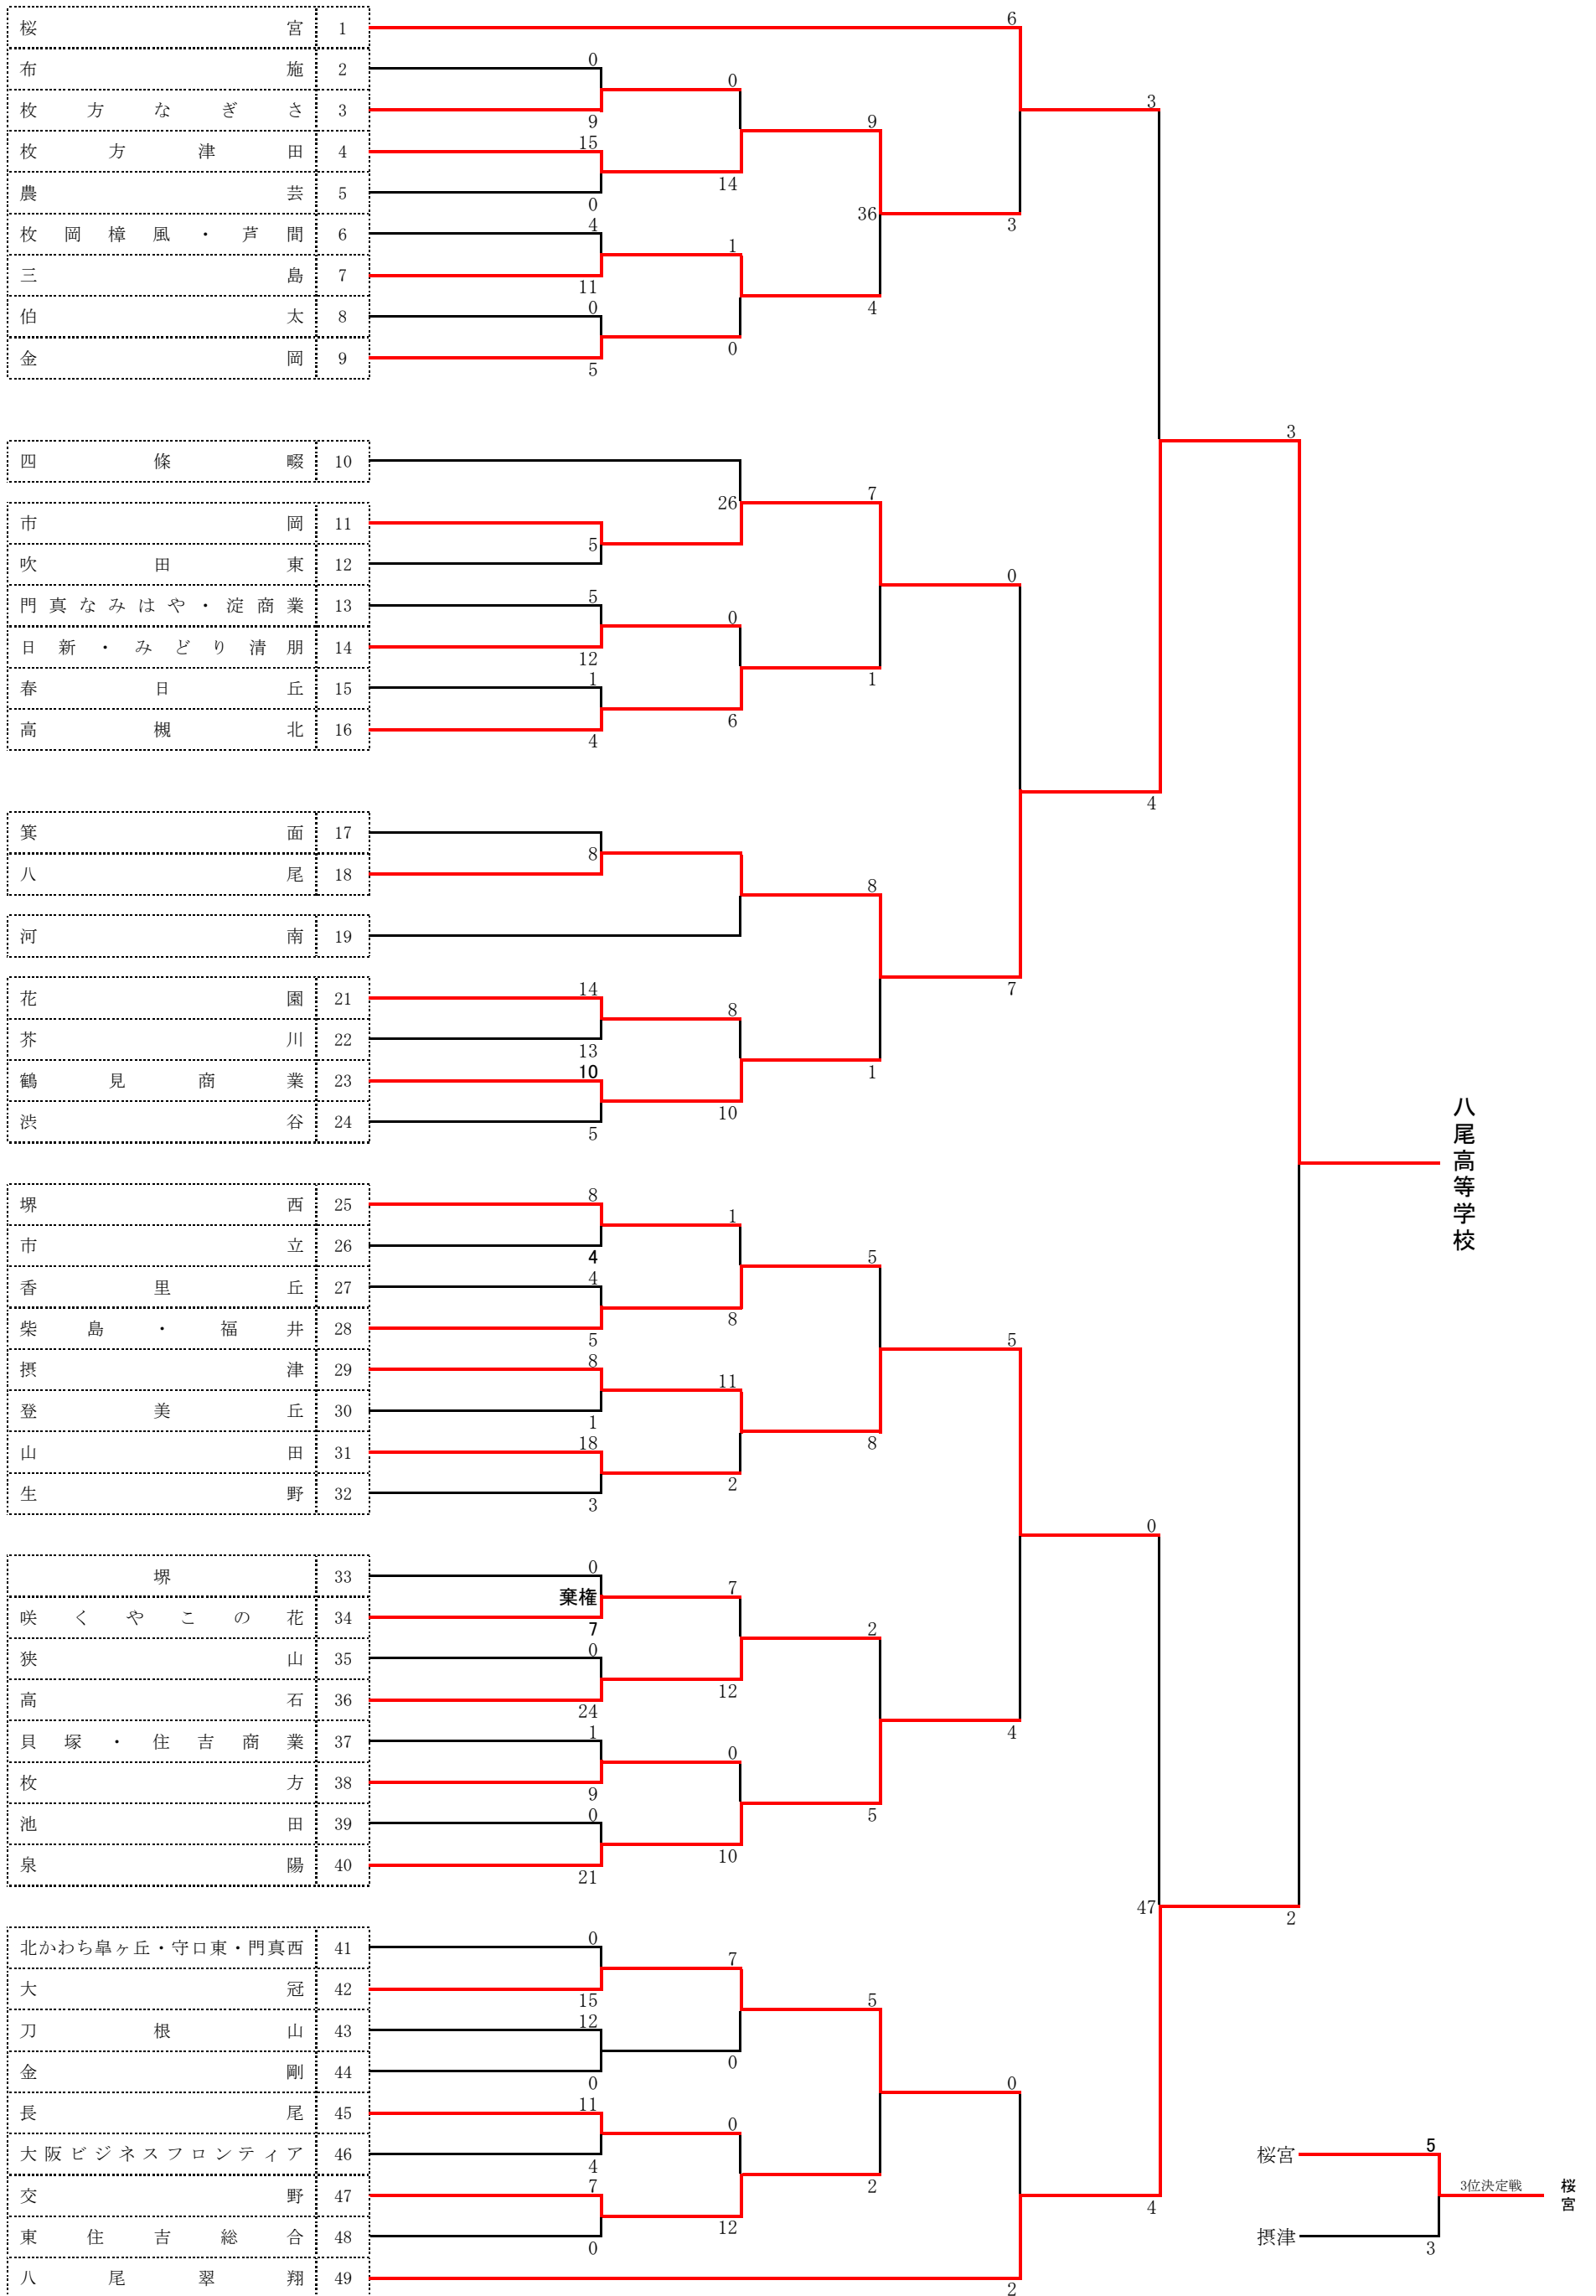 桜宮 1
布施 2
枚方なぎさ 3
枚方津田 4
農芸 5
枚岡樟風・芦間 6
三島 7
伯太 8
金岡 9
四條畷 10
市岡 11
吹田東 12
門真なみはや・淀商業 13
日新・みどり清朋 14
春日丘 15
高槻北 16
箕面 17
八尾 18
河南 19
花園 21
芥川 22
鶴見商業 23
渋谷 24
堺西 25
市立 26
香里丘 27
柴島・福井 28
摂津 29
登美丘 30
山田 31
生野 32
堺 33
咲くやこの花 34
狭山 35
高石 36
貝塚・住吉商業 37
枚方 38
池田 39
泉陽 40
北かわち皐ヶ丘・守口東・門真西 41
大冠 42
刀根山 43
金剛 44
長尾 45
大阪ビジネスフロンティア 46
交野 47
東住吉総合 48
八尾翠翔 49
0
9
15
0
4
11
0
5
5
5
12
1
4
8
14
13
10
5
8
4
4
5
8
1
18
3
0
棄権
7
0
24
1
9
0
21
0
15
12
0
11
4
7
0
0
14
1
0
26
0
6
8
10
1
8
11
2
7
12
0
10
7
0
0
12
9
36
4
7
1
8
1
5
8
2
5
5
2
6
3
0
7
5
4
0
2
3
4
0
47
4
3
2
八尾高等学校
桜宮
5
3位決定戦
桜宮
摂津
3